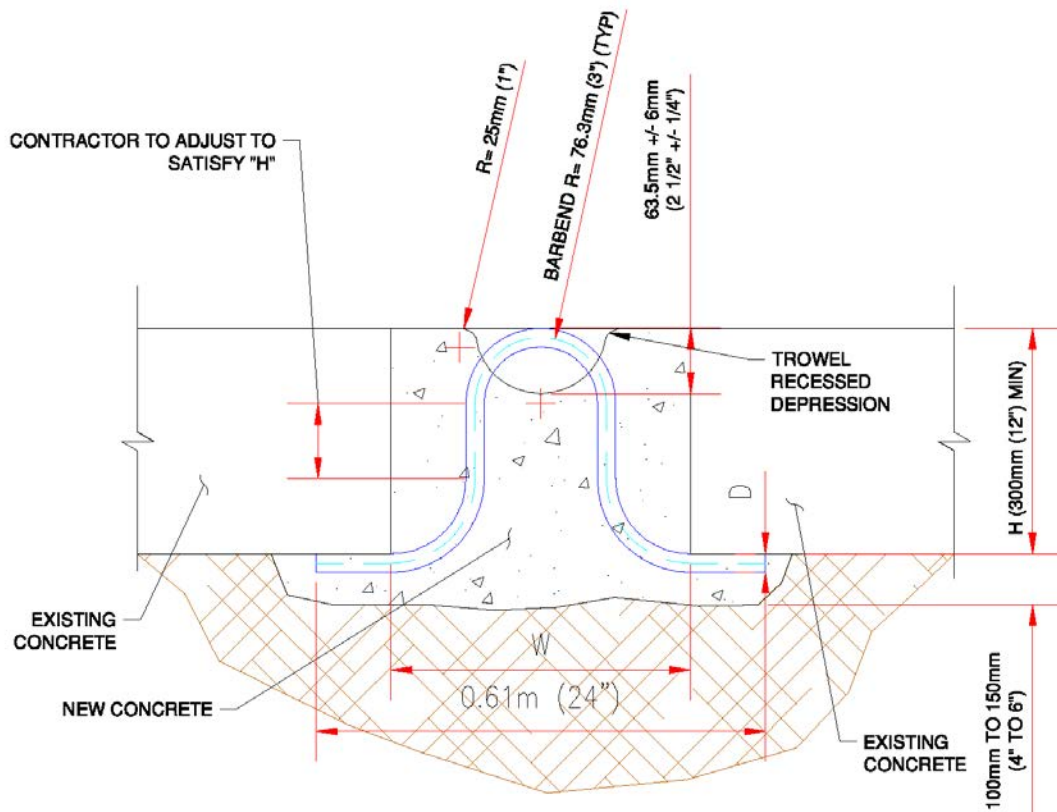 R= 25mm (1")
BARBEND R= 76.3mm (3") (TYP)
63.5mm +/- 6mm
(2 1/2" +/- 1/4")
CONTRACTOR TO ADJUST TO
SATISFY "H"
TROWEL
RECESSED
DEPRESSION
H (300mm (12") MIN)
D
EXISTING
CONCRETE
NEW CONCRETE
W
0.61m (24")
EXISTING
CONCRETE
100mm TO 150mm
(4" TO 6")